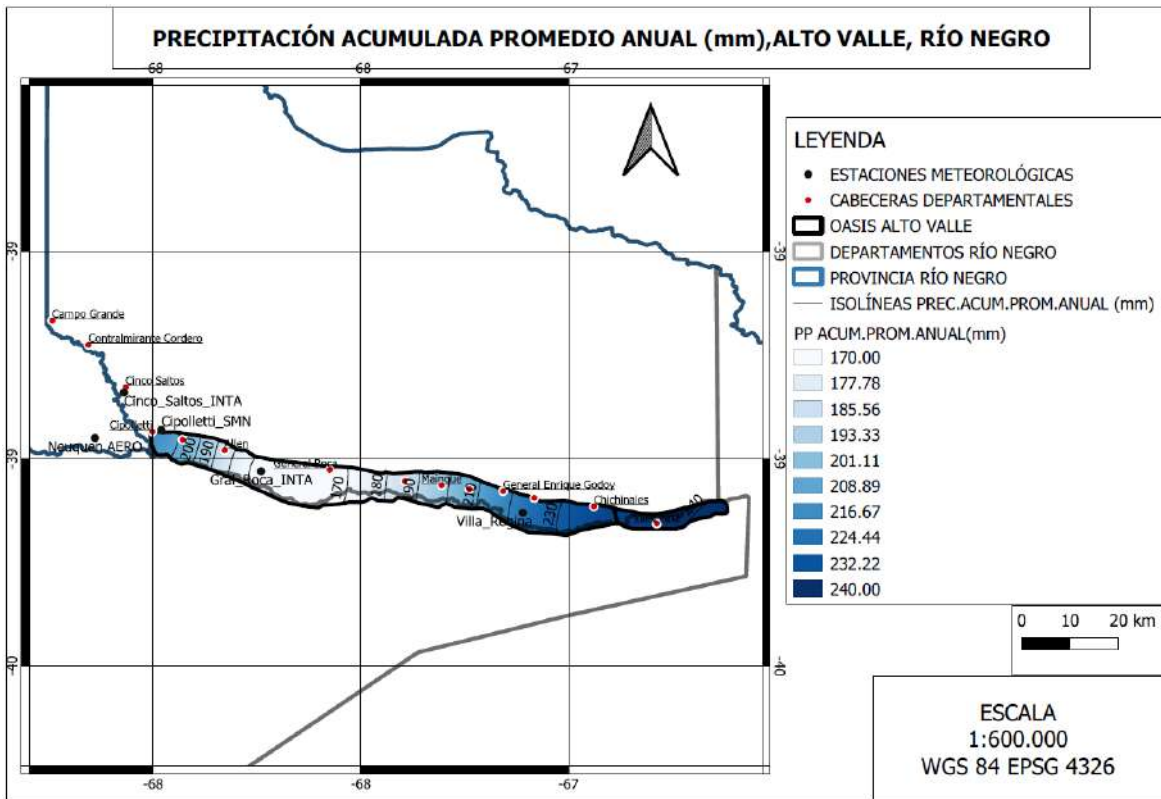 PRECIPITACIÓN ACUMULADA PROMEDIO ANUAL (mm),ALTO VALLE, RÍO NEGRO
-68
-68
-67
-39
-39
Campo Grande
Contralmirante Cordero
Cinco Saltos
Cinco_Saltos_INTA
Cipolletti
Cipolletti_SMN
Neuquen AERO
200
190
Allen
-39
-39
General Roca
Gral_Roca_INTA
170
180
190
Mainque
210
General Enrique Godoy
Villa_Regina
230
Chichinales
-40
-40
-68
-68
-67
LEYENDA
ESTACIONES METEOROLÓGICAS
CABECERAS DEPARTAMENTALES
OASIS ALTO VALLE
DEPARTAMENTOS RÍO NEGRO
PROVINCIA RÍO NEGRO
ISOLÍNEAS PREC.ACUM.PROM.ANUAL (mm)
PP ACUM.PROM.ANUAL(mm)
170.00
177.78
185.56
193.33
201.11
208.89
216.67
224.44
232.22
240.00
0 10 20 km
ESCALA
1:600.000
WGS 84 EPSG 4326